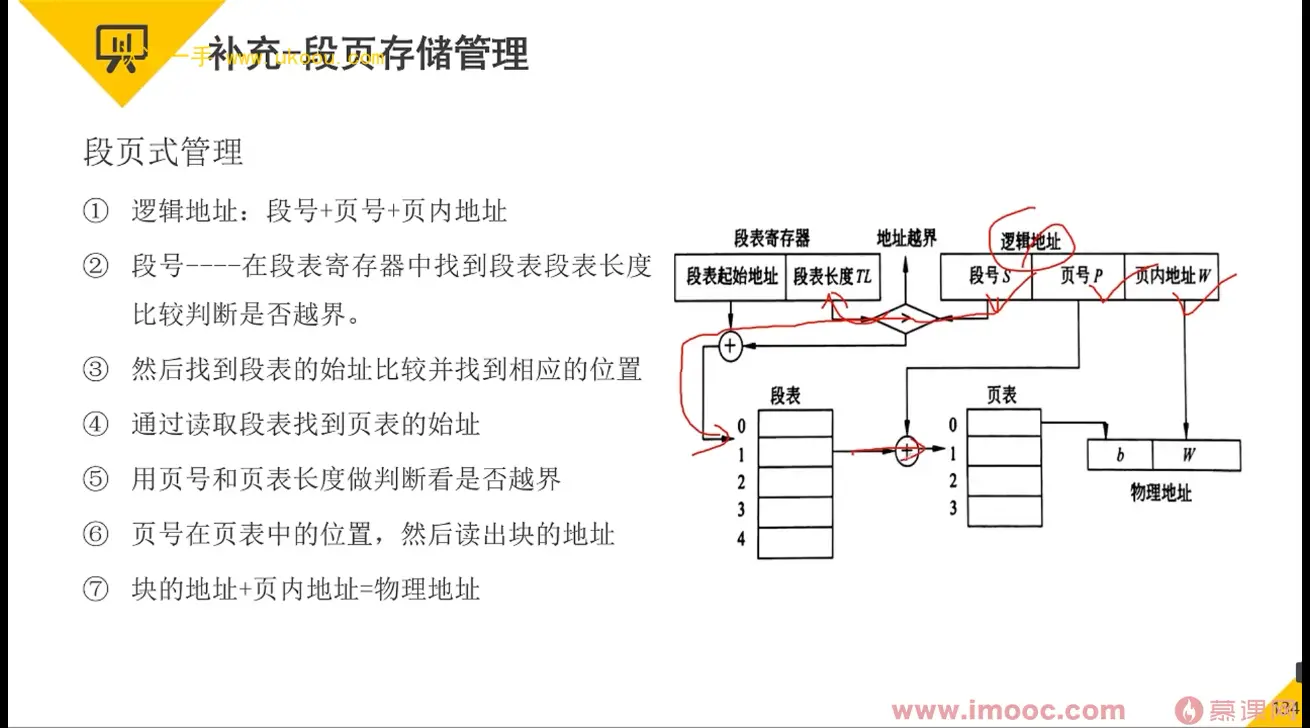 补充-段页存储管理
一手 www.ukoou.com
段页式管理
① 逻辑地址：段号+页号+页内地址
② 段号----在段表寄存器中找到段表段表长度
比较判断是否越界。
③ 然后找到段表的始址比较并找到相应的位置
④ 通过读取段表找到页表的始址
⑤ 用页号和页表长度做判断看是否越界
⑥ 页号在页表中的位置，然后读出块的地址
⑦ 块的地址+页内地址=物理地址
段表寄存器 地址越界 逻辑地址
段表起始地址 段表长度TL 段号S 页号P 页内地址W
>
+
段表 页表
0 0
1 + 1
2 2
3 3
4
b W
物理地址
www.imooc.com 慕课网
134